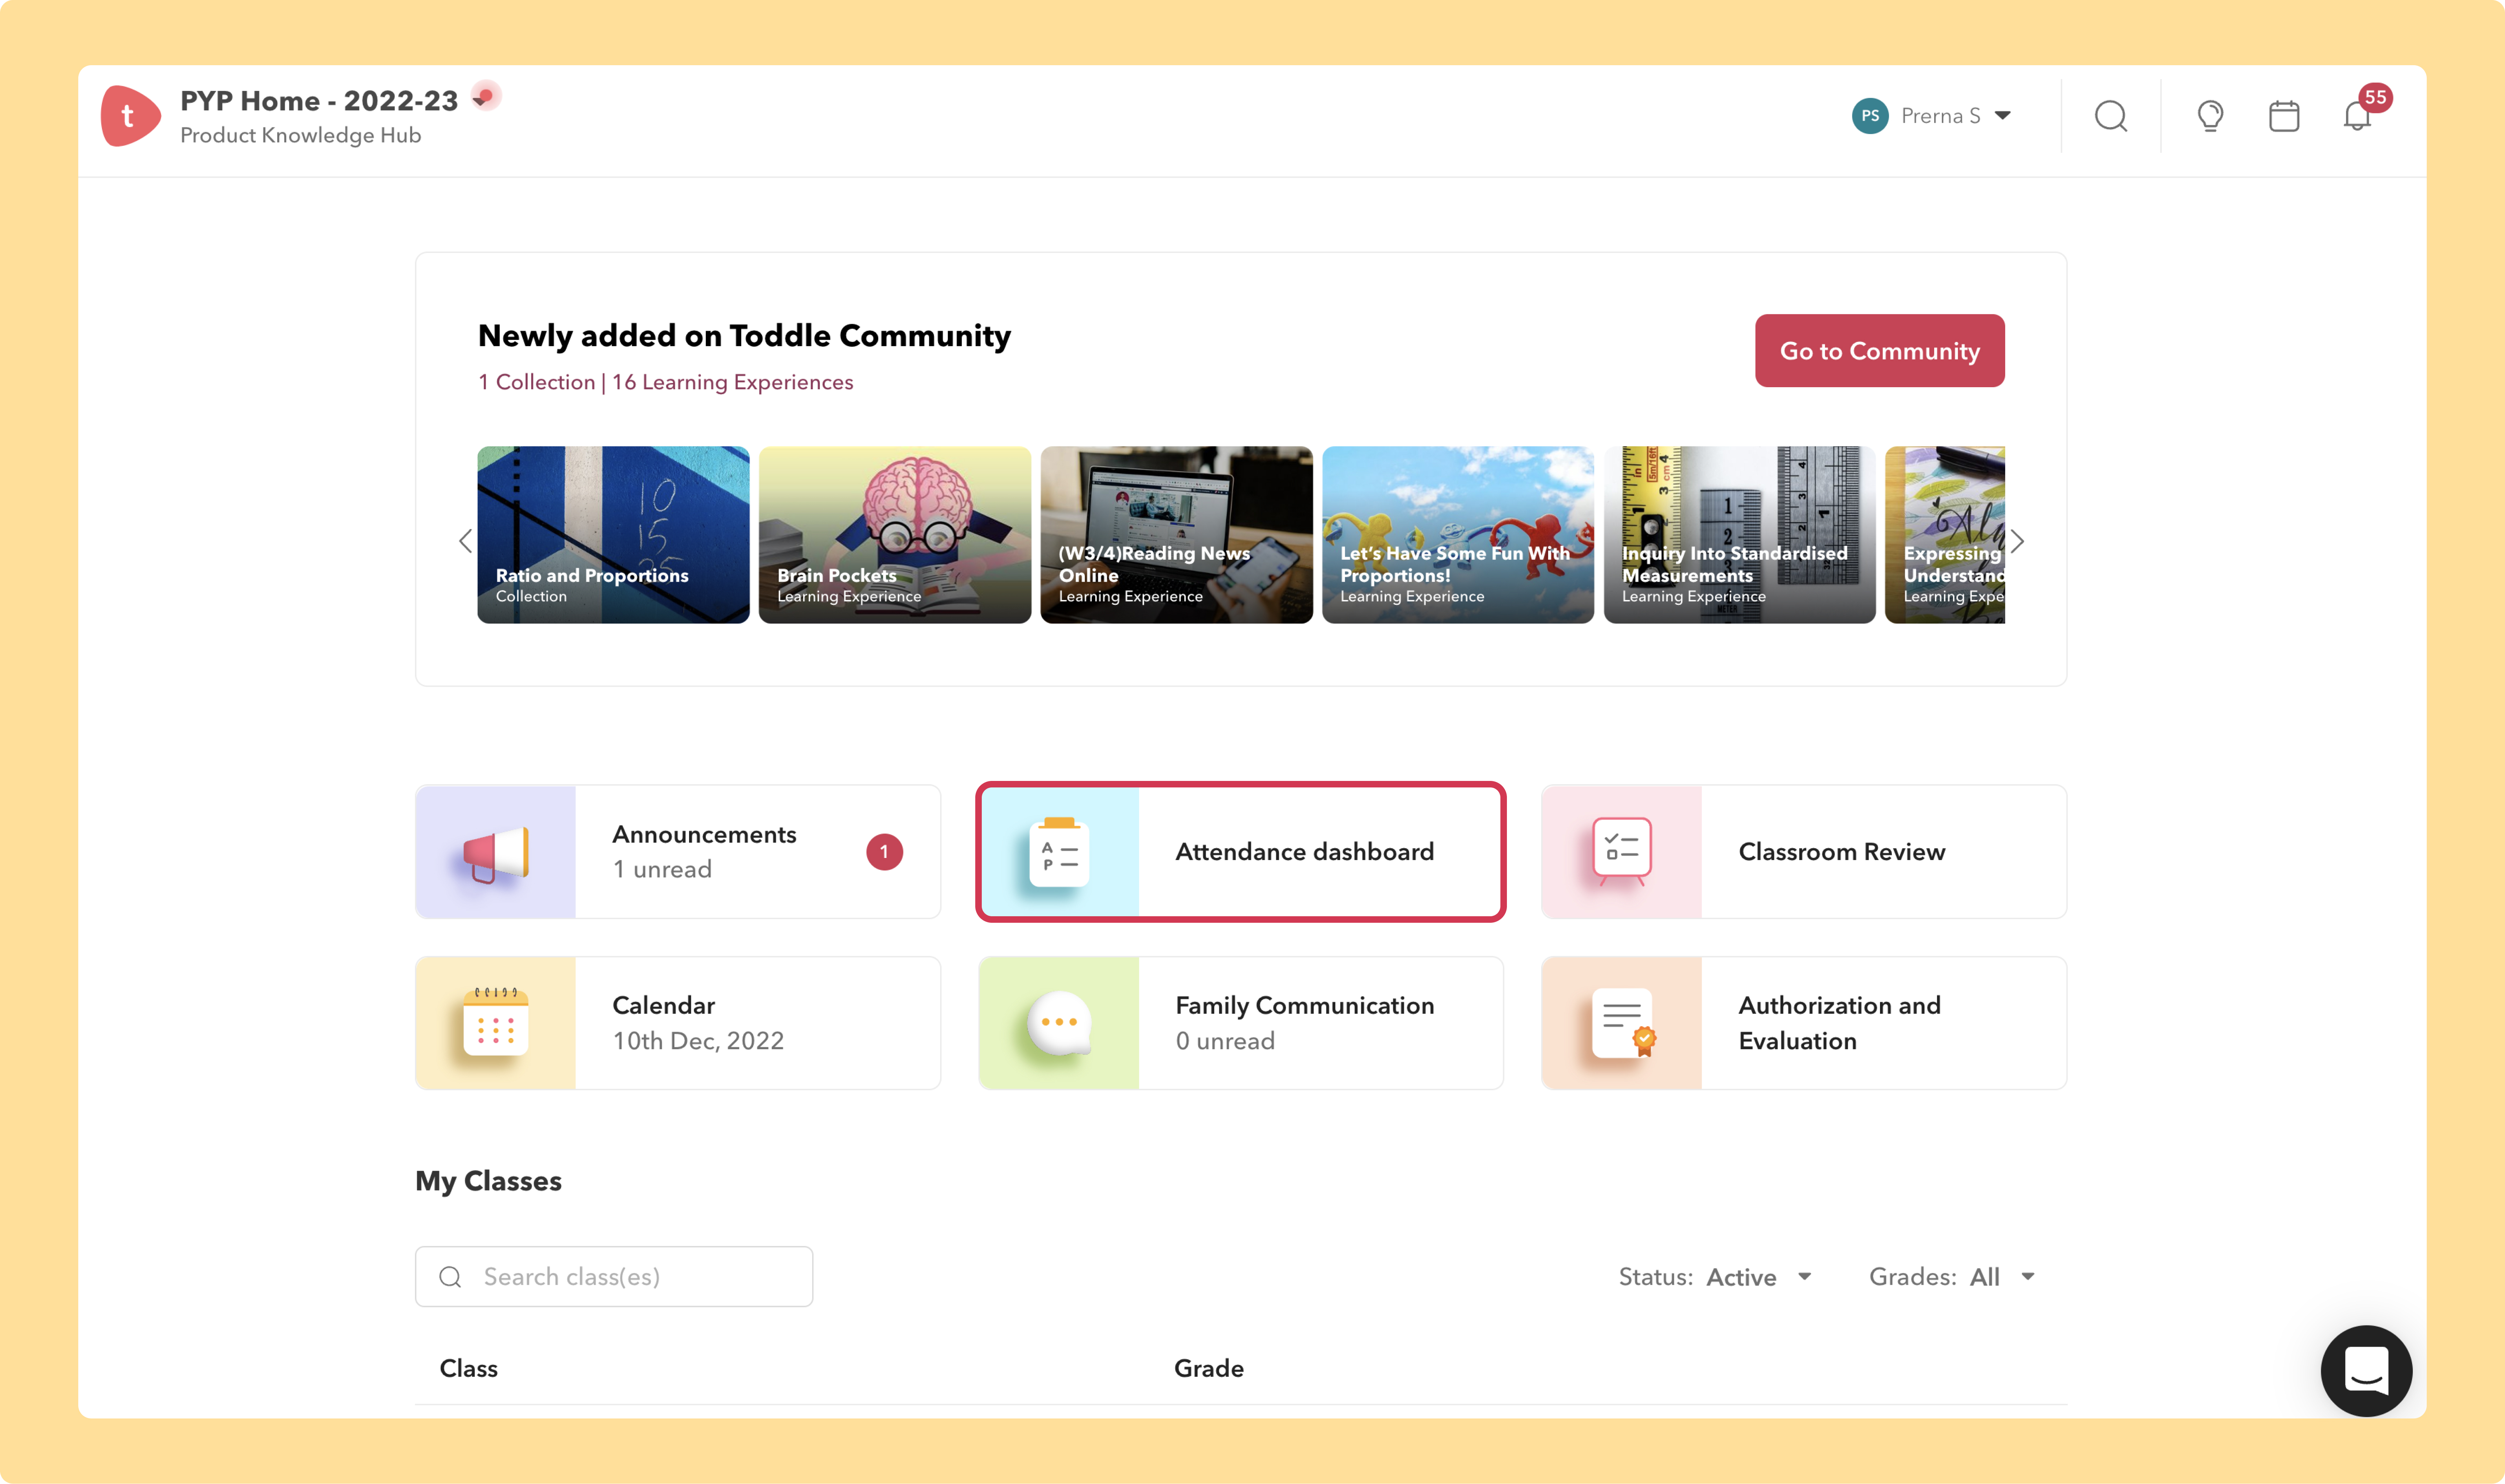 t
PYP Home - 2022-23
Product Knowledge Hub
PS
Prerna S
55
Newly added on Toddle Community
1 Collection | 16 Learning Experiences
Go to Community
10
15
Ratio and Proportions
Collection
Brain Pockets
Learning Experience
(W3/4)Reading News
Online
Learning Experience
Let's Have Some Fun With
Proportions!
Learning Experience
Inquiry Into Standardised
Measurements
Learning Experience
Expressing
Understand
Learning Expe
Announcements
1 unread
1
A
P
Attendance dashboard
Classroom Review
Calendar
10th Dec, 2022
Family Communication
0 unread
Authorization and
Evaluation
My Classes
Search class(es)
Status: Active
Grades: All
Class
Grade